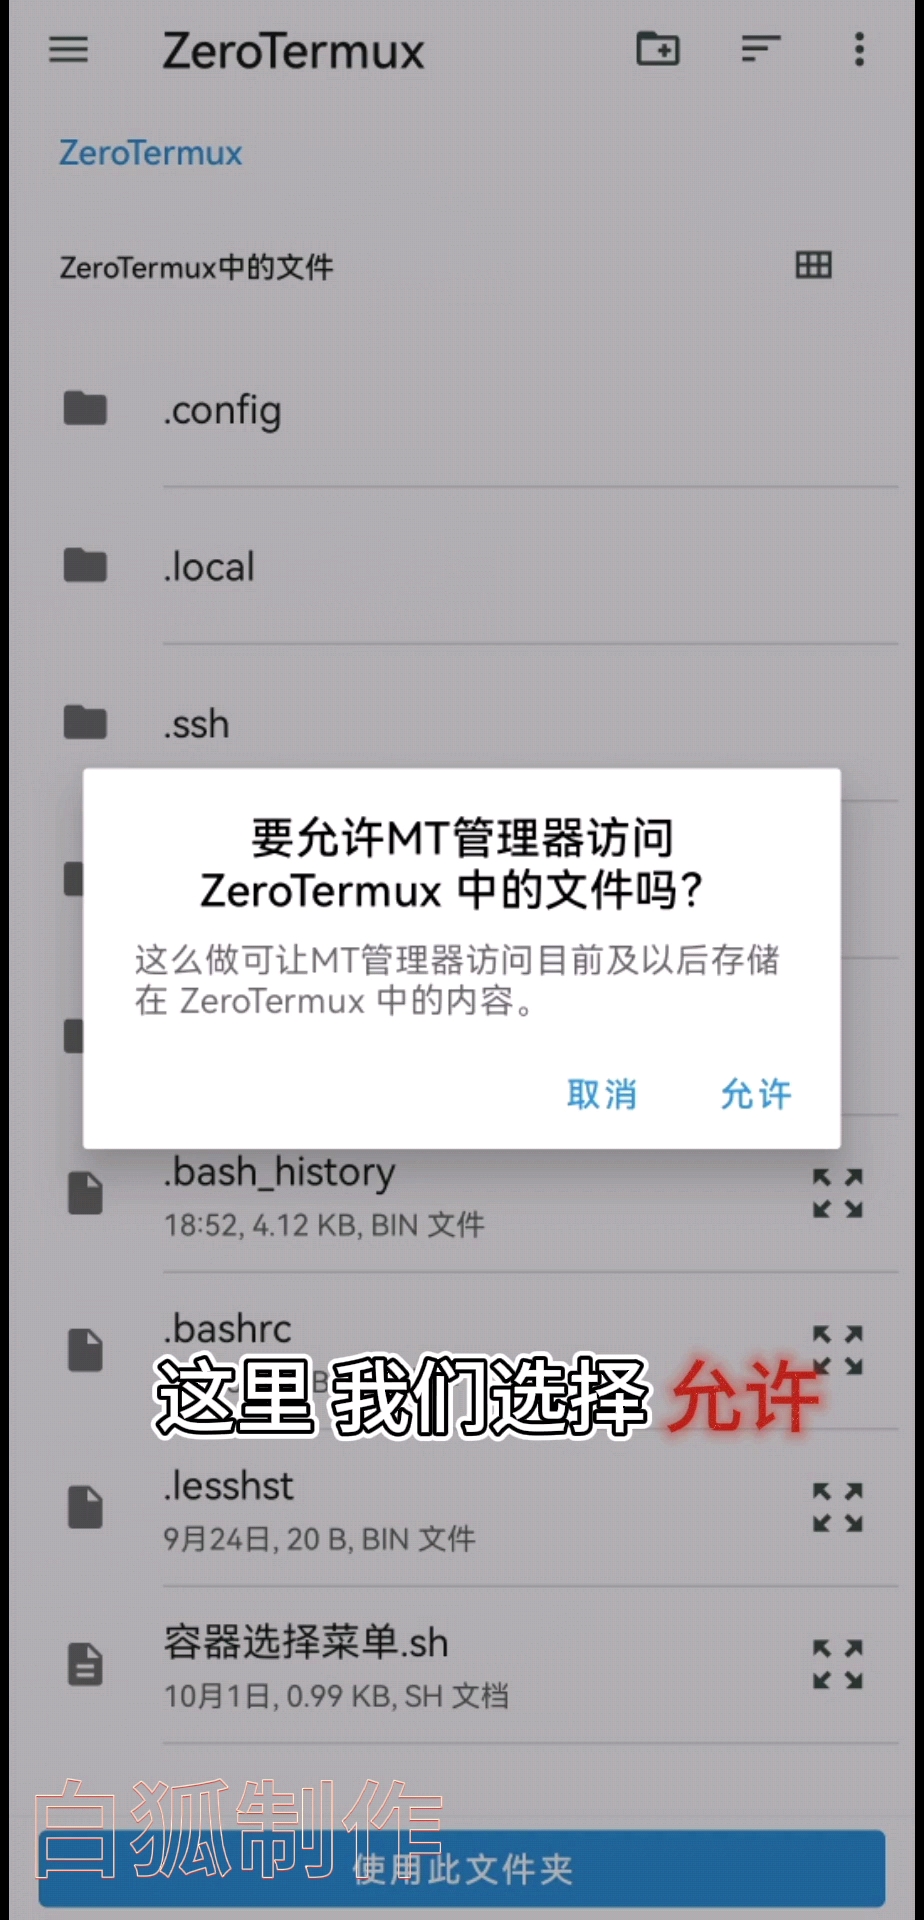 ZeroTermux
ZeroTermux
ZeroTermux中的文件
.config
.local
.ssh
要允许MT管理器访问
ZeroTermux 中的文件吗？
这么做可让MT管理器访问目前及以后存储
在 ZeroTermux 中的内容。
取消
允许
.bash_history
18:52, 4.12 KB, BIN 文件
.bashrc
这里 我们选择 允许
.lesshst
9月24日, 20 B, BIN 文件
容器选择菜单.sh
10月1日, 0.99 KB, SH 文档
白狐制作
使用此文件夹